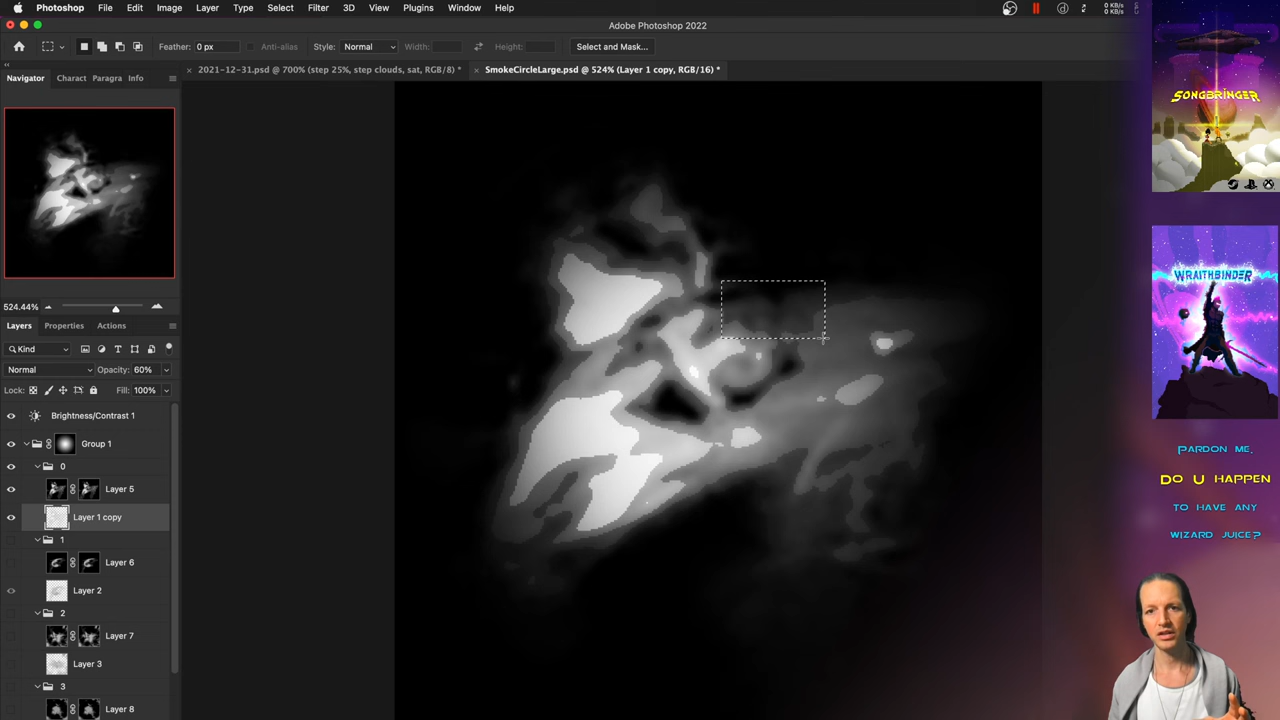 Photoshop File Edit Image Layer Type Select Filter 3D View Plugins Window Help
0 KB/s
0 KB/s
Adobe Photoshop 2022
Feather: 0 px Anti-alias Style: Normal Width: Height: Select and Mask...
2021-12-31.psd @ 700% (step 25%, step clouds, sat, RGB/8) * SmokeCircleLarge.psd @ 524% (Layer 1 copy, RGB/16) *
Navigator Charact Paragra Info
524.44%
Layers Properties Actions
Kind
Normal Opacity: 60%
Lock: Fill: 100%
Brightness/Contrast 1
Group 1
0
Layer 5
Layer 1 copy
1
Layer 6
Layer 2
2
Layer 7
Layer 3
3
Layer 8
SONGBRINGER
WRAITHBINDER
PARDON ME,
DO U HAPPEN
TO HAVE ANY
WIZARD JUICE?